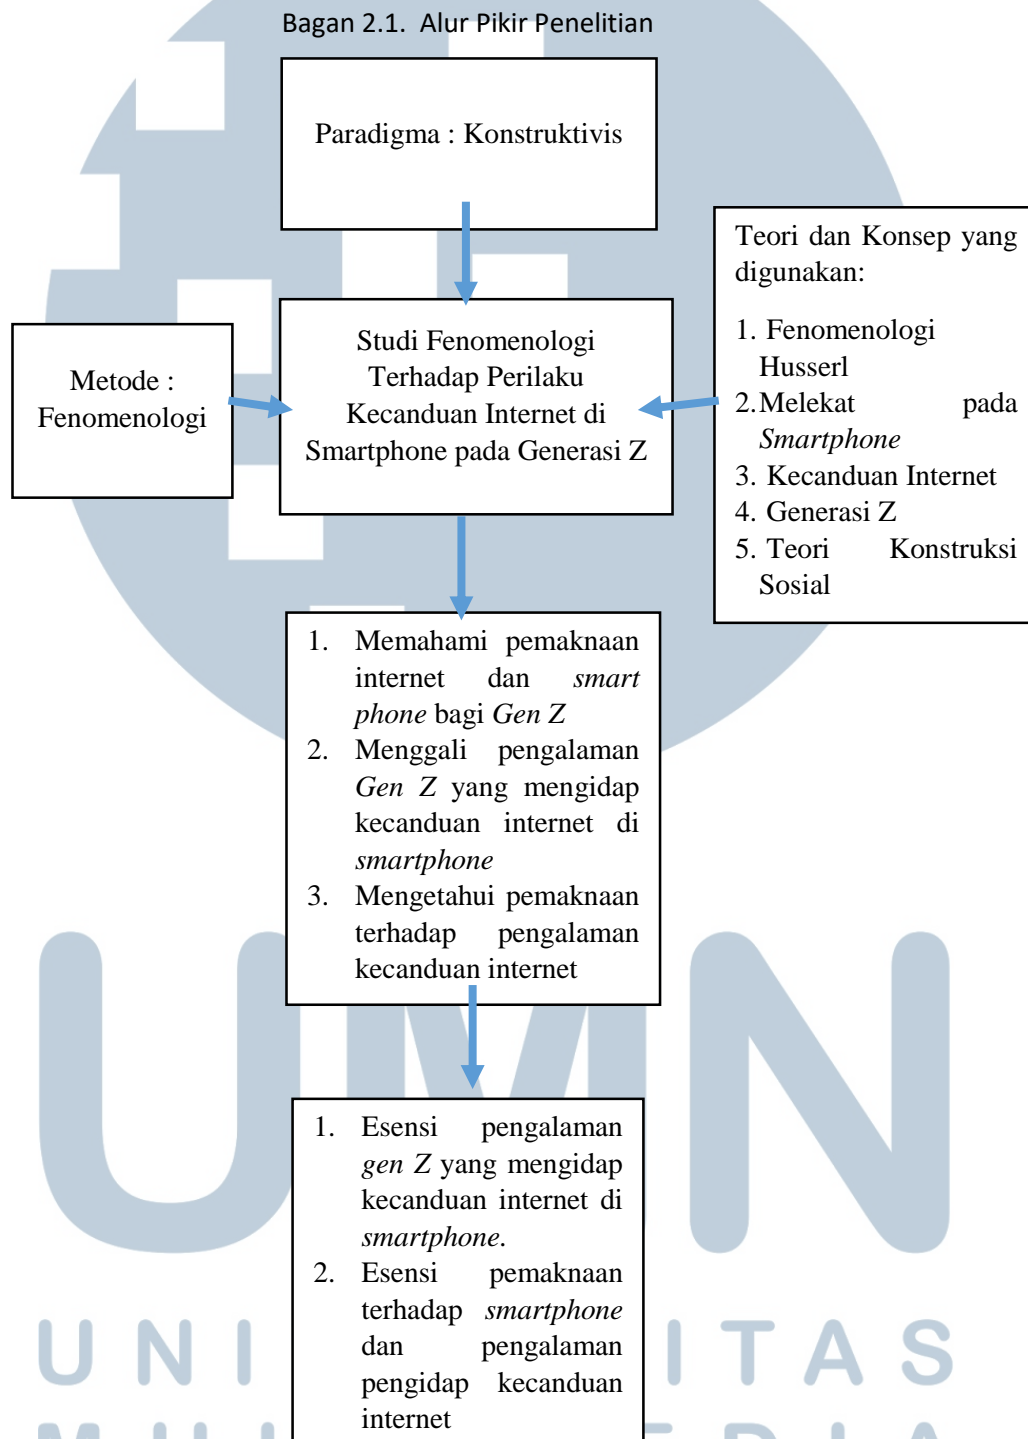 Bagan 2.1. Alur Pikir Penelitian
Paradigma : Konstruktivis
Teori dan Konsep yang
digunakan:
1. Fenomenologi
Husserl
2.Melekat pada
Smartphone
3. Kecanduan Internet
4. Generasi Z
5. Teori Konstruksi
Sosial
Metode :
Fenomenologi
Studi Fenomenologi
Terhadap Perilaku
Kecanduan Internet di
Smartphone pada Generasi Z
1. Memahami pemaknaan
internet dan smart
phone bagi Gen Z
2. Menggali pengalaman
Gen Z yang mengidap
kecanduan internet di
smartphone
3. Mengetahui pemaknaan
terhadap pengalaman
kecanduan internet
1. Esensi pengalaman
gen Z yang mengidap
kecanduan internet di
smartphone.
2. Esensi pemaknaan
terhadap smartphone
dan pengalaman
pengidap kecanduan
internet
UMN
UNI ITAS